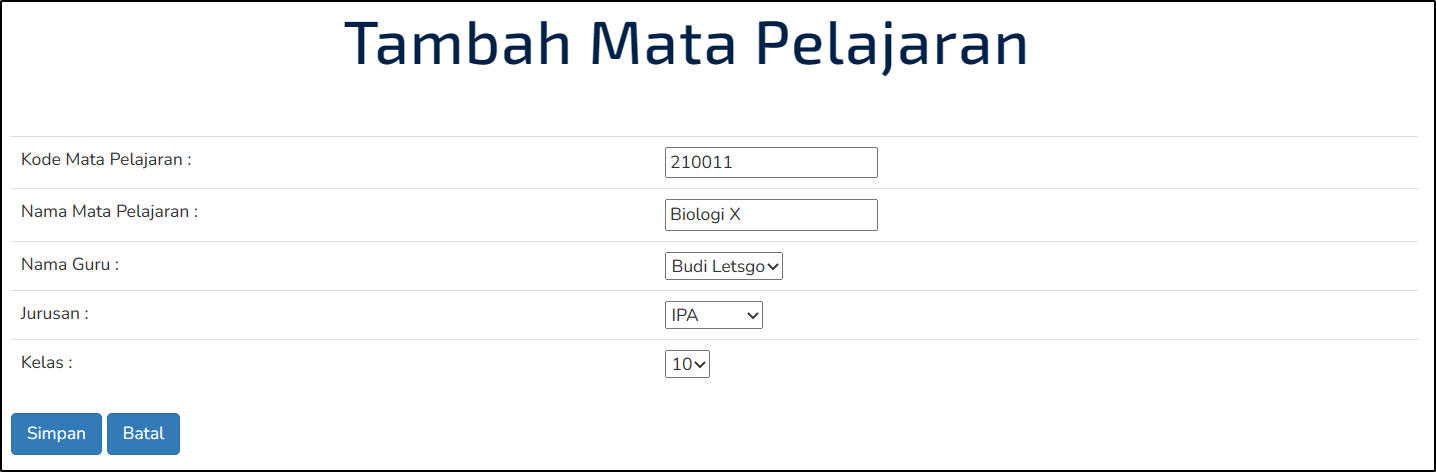 Tambah Mata Pelajaran
Kode Mata Pelajaran : 210011
Nama Mata Pelajaran : Biologi X
Nama Guru : Budi Letsgo
Jurusan : IPA
Kelas : 10
Simpan Batal